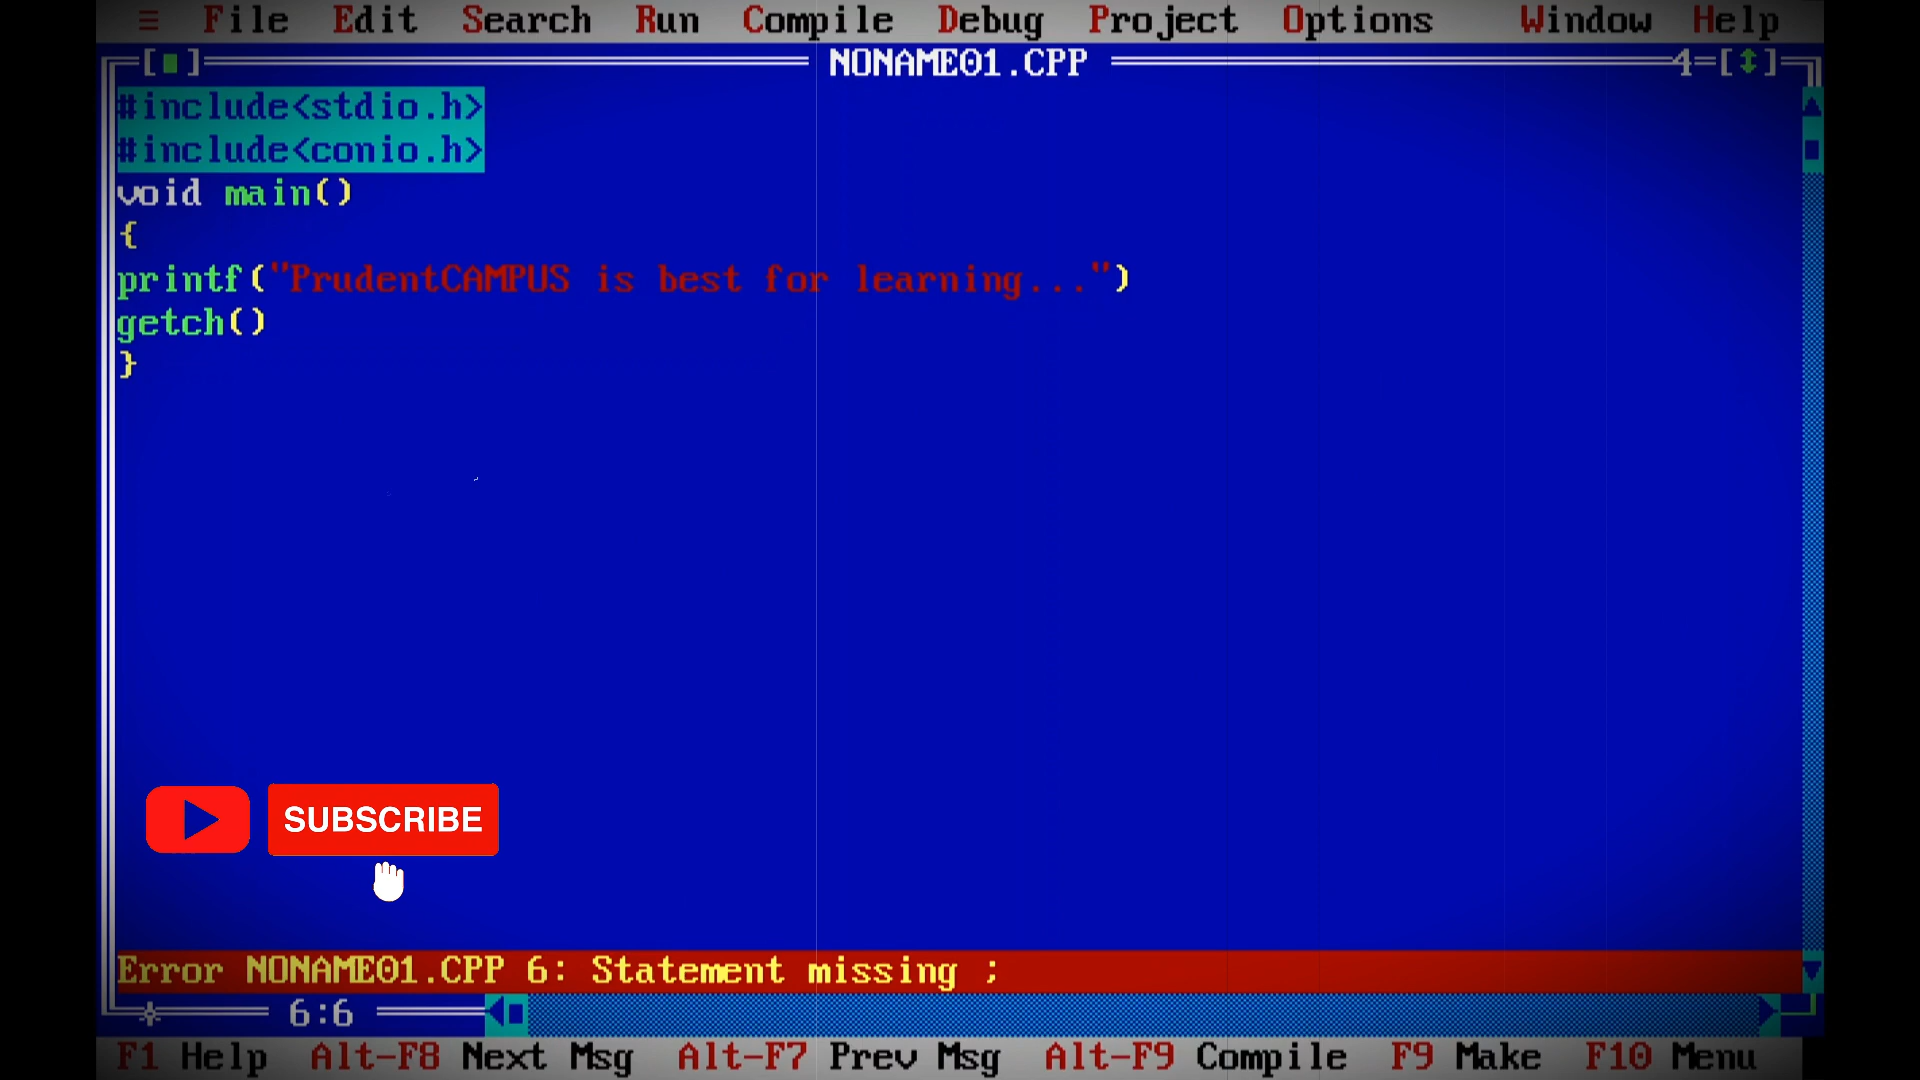 ≡ File Edit Search Run Compile Debug Project Options Window Help
[■] NONAME01.CPP 4=[↕]
#include<stdio.h>
#include<conio.h>
void main()
{
printf("PrudentCAMPUS is best for learning...")
getch()
}
SUBSCRIBE
Error NONAME01.CPP 6: Statement missing ;
6:6
F1 Help Alt-F8 Next Msg Alt-F7 Prev Msg Alt-F9 Compile F9 Make F10 Menu